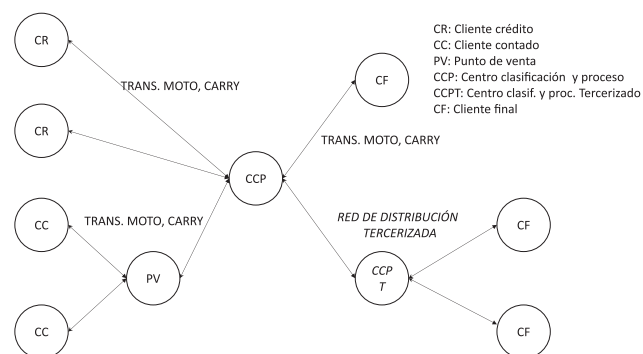 CR: Cliente crédito
CC: Cliente contado
PV: Punto de venta
CCP: Centro clasificación y proceso
CCPT: Centro clasif. y proc. Tercerizado
CF: Cliente final
CR
TRANS. MOTO, CARRY
CF
CR
TRANS. MOTO, CARRY
CCP
TRANS. MOTO, CARRY
CC
RED DE DISTRIBUCIÓN
TERCERIZADA
CF
PV
CCP
T
CC
CF